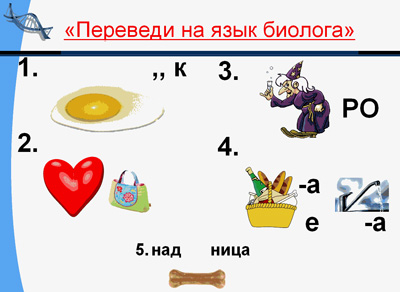 «Переведи на язык биолога»
1. ,, к
3.
РО
2.
4.
-а
е -а
5. над ница